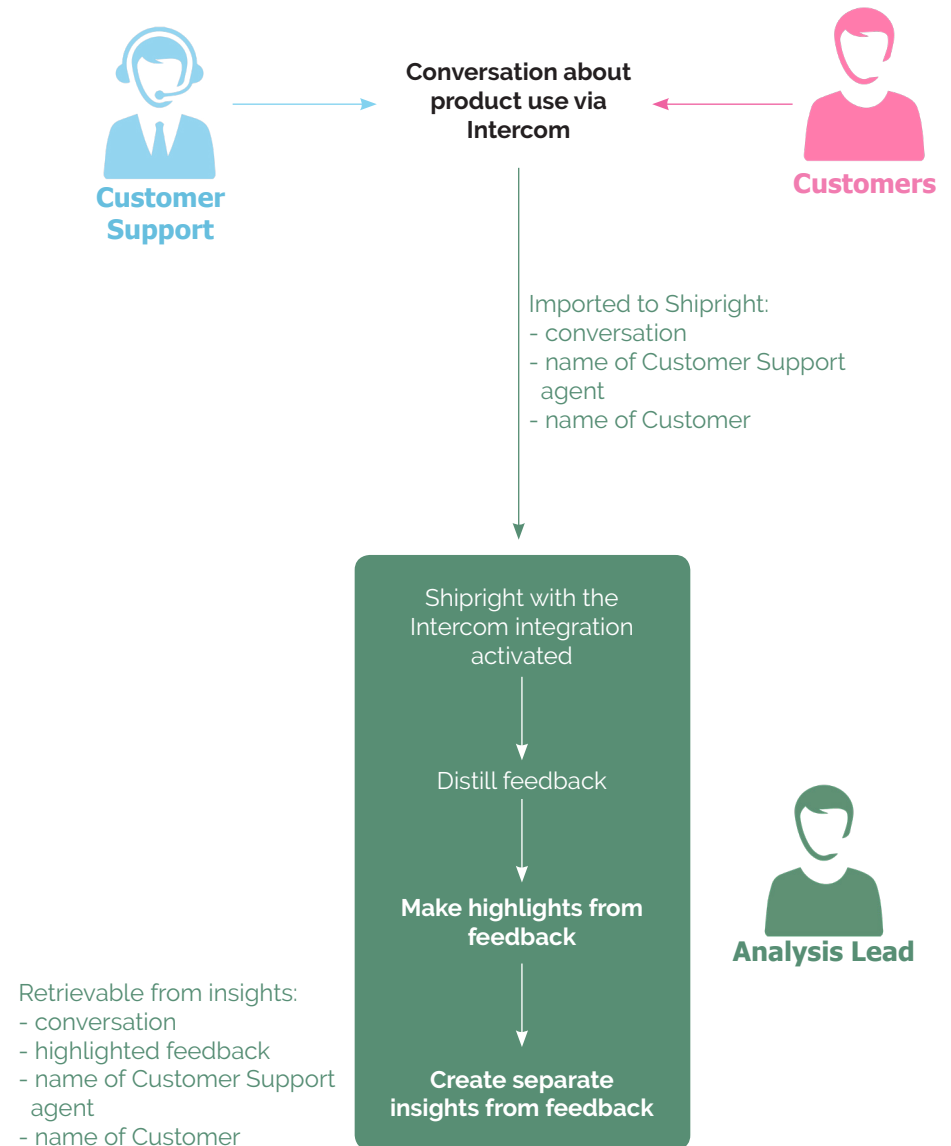 Conversation about
product use via
Intercom
Customer
Support
Customers
Imported to Shipright:
- conversation
- name of Customer Support
agent
- name of Customer
Shipright with the
Intercom integration
activated
Distill feedback
Make highlights from
feedback
Analysis Lead
Retrievable from insights:
- conversation
- highlighted feedback
- name of Customer Support
agent
- name of Customer
Create separate
insights from feedback